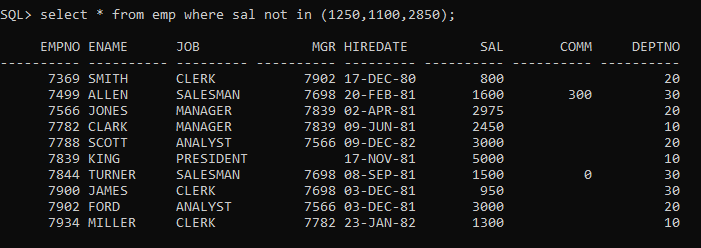 SQL> select * from emp where sal not in (1250,1100,2850);
EMPNO ENAME      JOB              MGR HIREDATE         SAL       COMM     DEPTNO
---------- ---------- --------- ---------- --------- ---------- ---------- ----------
7369 SMITH      CLERK           7902 17-DEC-80        800                    20
7499 ALLEN      SALESMAN        7698 20-FEB-81       1600        300         30
7566 JONES      MANAGER         7839 02-APR-81       2975                    20
7782 CLARK      MANAGER         7839 09-JUN-81       2450                    10
7788 SCOTT      ANALYST         7566 09-DEC-82       3000                    20
7839 KING       PRESIDENT            17-NOV-81       5000                    10
7844 TURNER     SALESMAN        7698 08-SEP-81       1500          0         30
7900 JAMES      CLERK           7698 03-DEC-81        950                    30
7902 FORD       ANALYST         7566 03-DEC-81       3000                    20
7934 MILLER     CLERK           7782 23-JAN-82       1300                    10